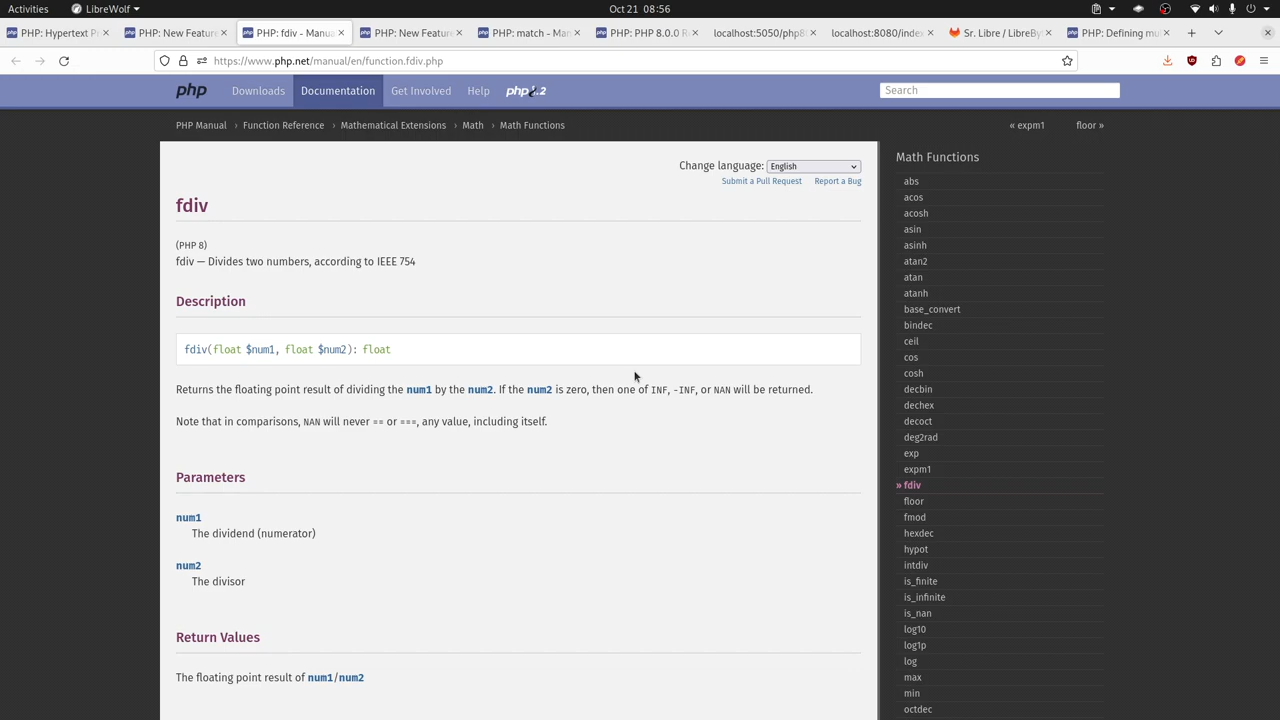 Activities
LibreWolf
Oct 21 08:56
PHP: Hypertext P
PHP: New Feature
PHP: fdiv - Manua
PHP: New Feature
PHP: match - Man
PHP: PHP 8.0.0 R
localhost:5050/php8
localhost:8080/index
Sr. Libre / LibreBy
PHP: Defining mu
https://www.php.net/manual/en/function.fdiv.php
php
Downloads
Documentation
Get Involved
Help
Search
PHP Manual › Function Reference › Mathematical Extensions › Math › Math Functions
« expm1
floor »
Change language: English
Submit a Pull Request
Report a Bug
fdiv
(PHP 8)
fdiv — Divides two numbers, according to IEEE 754
Description
fdiv(float $num1, float $num2): float
Returns the floating point result of dividing the num1 by the num2. If the num2 is zero, then one of INF, -INF, or NAN will be returned.
Note that in comparisons, NAN will never == or ===, any value, including itself.
Parameters
num1
The dividend (numerator)
num2
The divisor
Return Values
The floating point result of num1/num2
Math Functions
abs
acos
acosh
asin
asinh
atan2
atan
atanh
base_convert
bindec
ceil
cos
cosh
decbin
dechex
decoct
deg2rad
exp
expm1
» fdiv
floor
fmod
hexdec
hypot
intdiv
is_finite
is_infinite
is_nan
log10
log1p
log
max
min
octdec